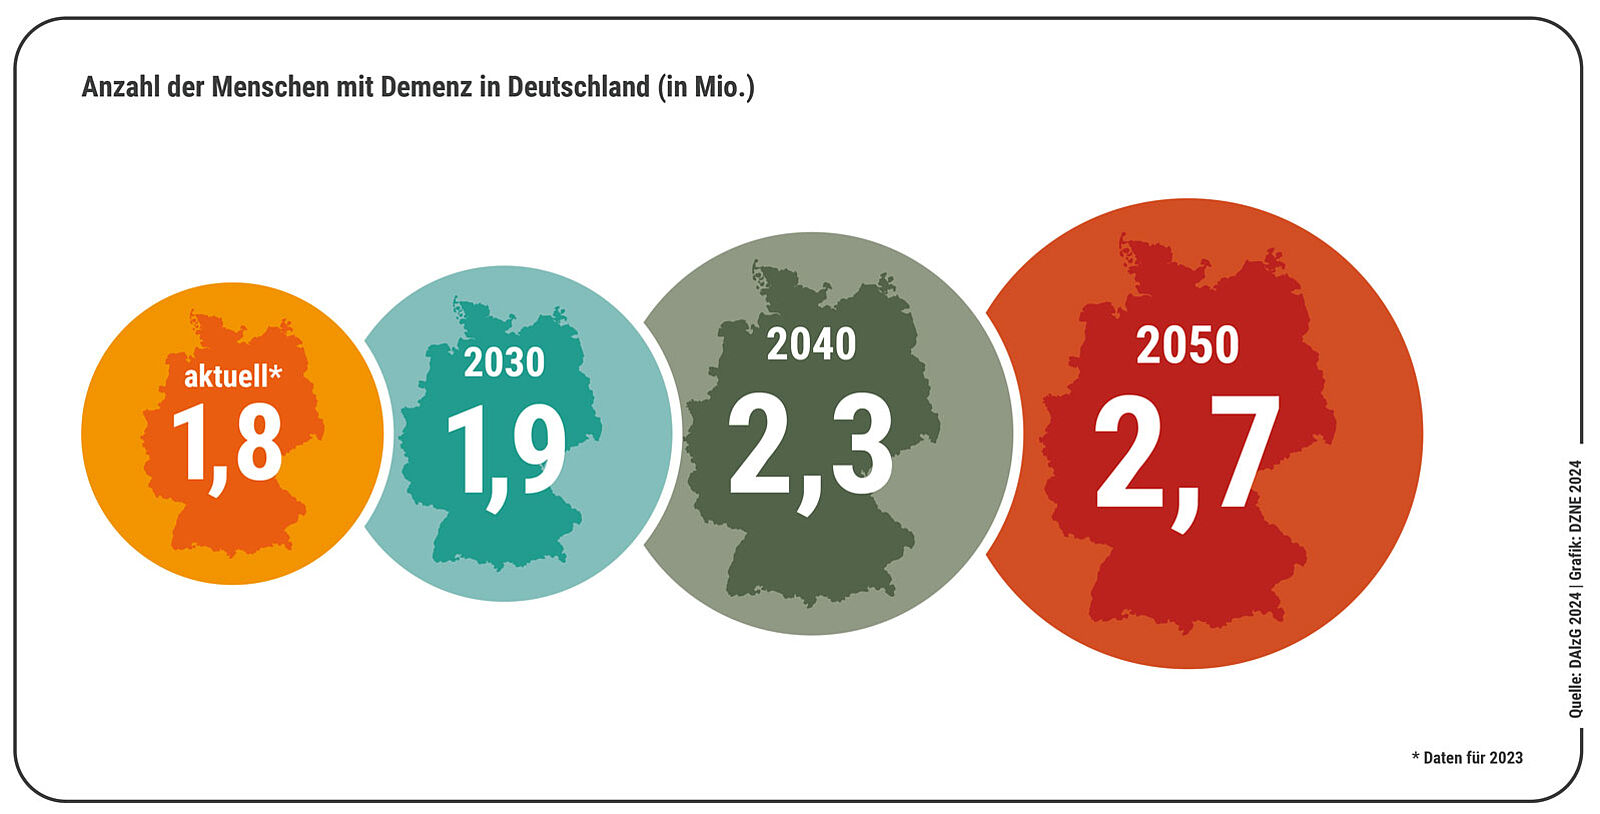 Anzahl der Menschen mit Demenz in Deutschland (in Mio.)
aktuell*
1,8
2030
1,9
2040
2,3
2050
2,7
Quelle: DAlzG 2024 | Grafik: DZNE 2024
* Daten für 2023